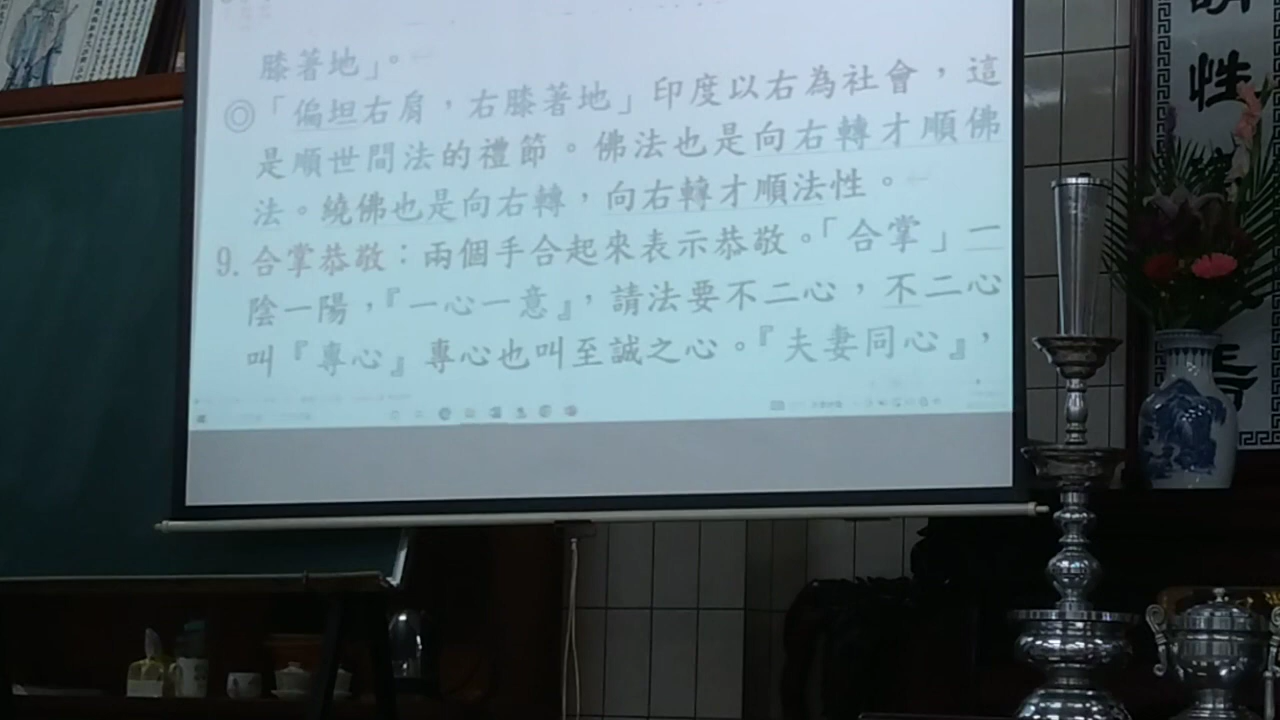 膝著地」。
◎「偏坦右肩，右膝著地」印度以右為社會，這
是順世間法的禮節。佛法也是向右轉才順佛
法。繞佛也是向右轉，向右轉才順法性。
9.合掌恭敬：兩個手合起來表示恭敬。「合掌」一
陰一陽，『一心一意』，請法要不二心，不二心
叫『專心』專心也叫至誠之心。『夫妻同心』，
性